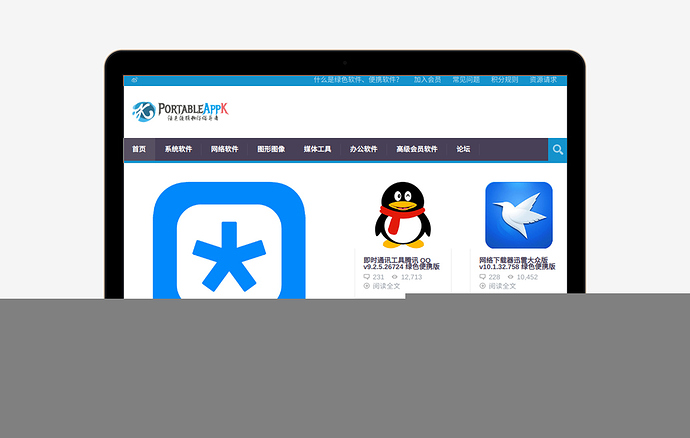 什么是绿色软件、便携软件？ 加入会员 常见问题 积分规则 资源请求
PORTABLEAPPK
首页 系统软件 网络软件 图形图像 媒体工具 办公软件 高级会员软件 论坛
即时通讯工具腾讯 QQ
v9.2.5.26724 绿色便携版
231 12,713
阅读全文
网络下载器迅雷大众版
v10.1.32.758 绿色便携版
228 10,452
阅读全文